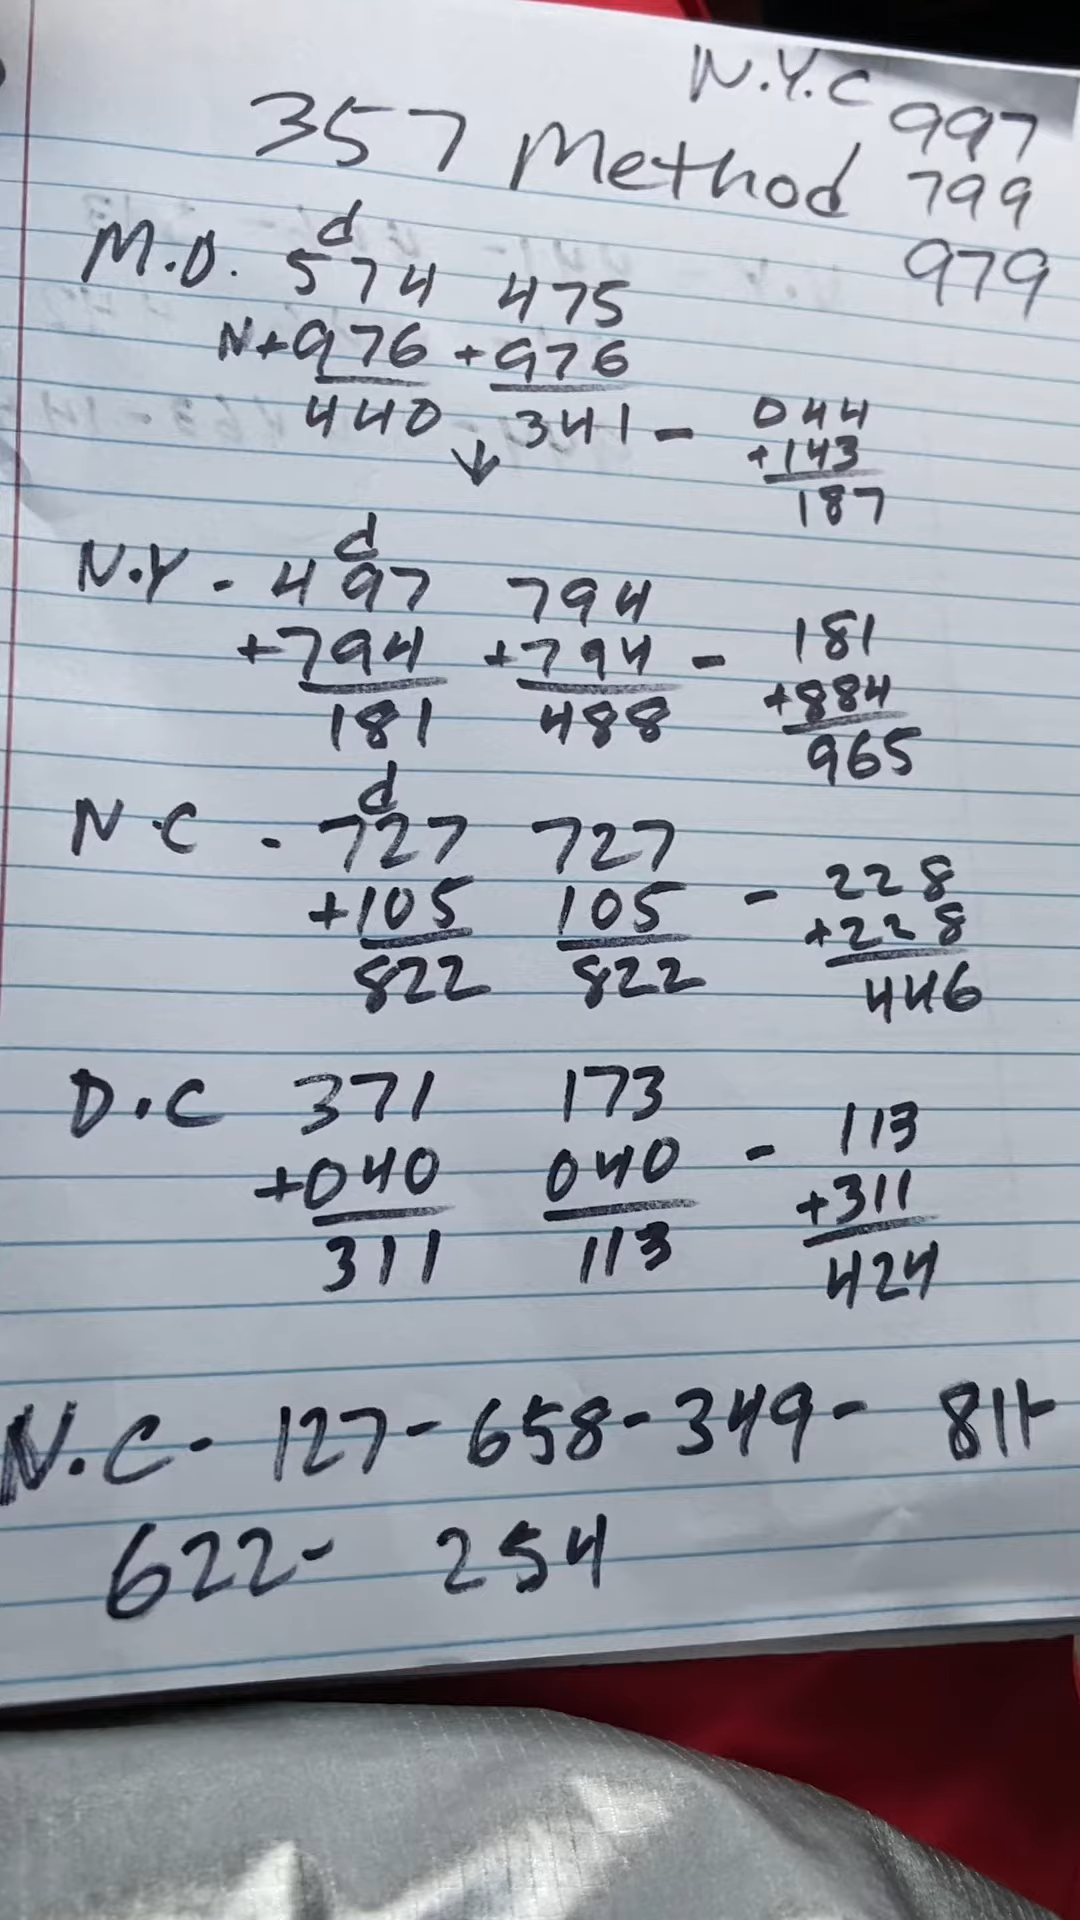 N.Y.C 997
357 Method 799
979
d
M.D. 574 475
N+976 +976
440 341 - 044
↓ +143
187
d
N.Y - 497 794
+794 +794 - 181
181 488 +884
965
d
N.C - 727 727
+105 105 - 228
822 822 +228
446
D.C 371 173
+040 040 - 113
311 113 +311
424
N.C - 127 - 658 - 349 - 811-
622- 254